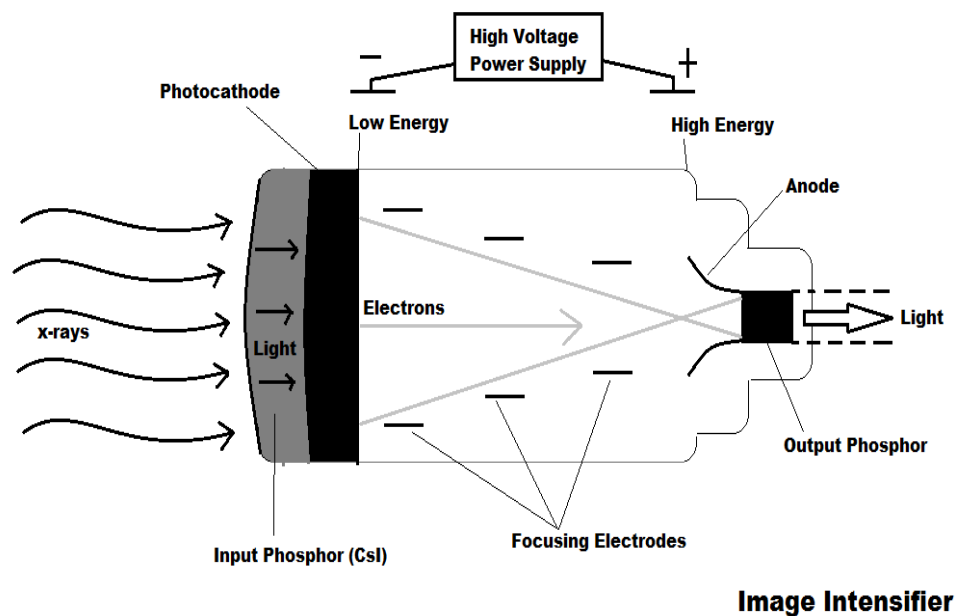 High Voltage
Power Supply
−
+
Photocathode
Low Energy
High Energy
Anode
x-rays
Light
Electrons
Light
Output Phosphor
Input Phosphor (CsI)
Focusing Electrodes
Image Intensifier